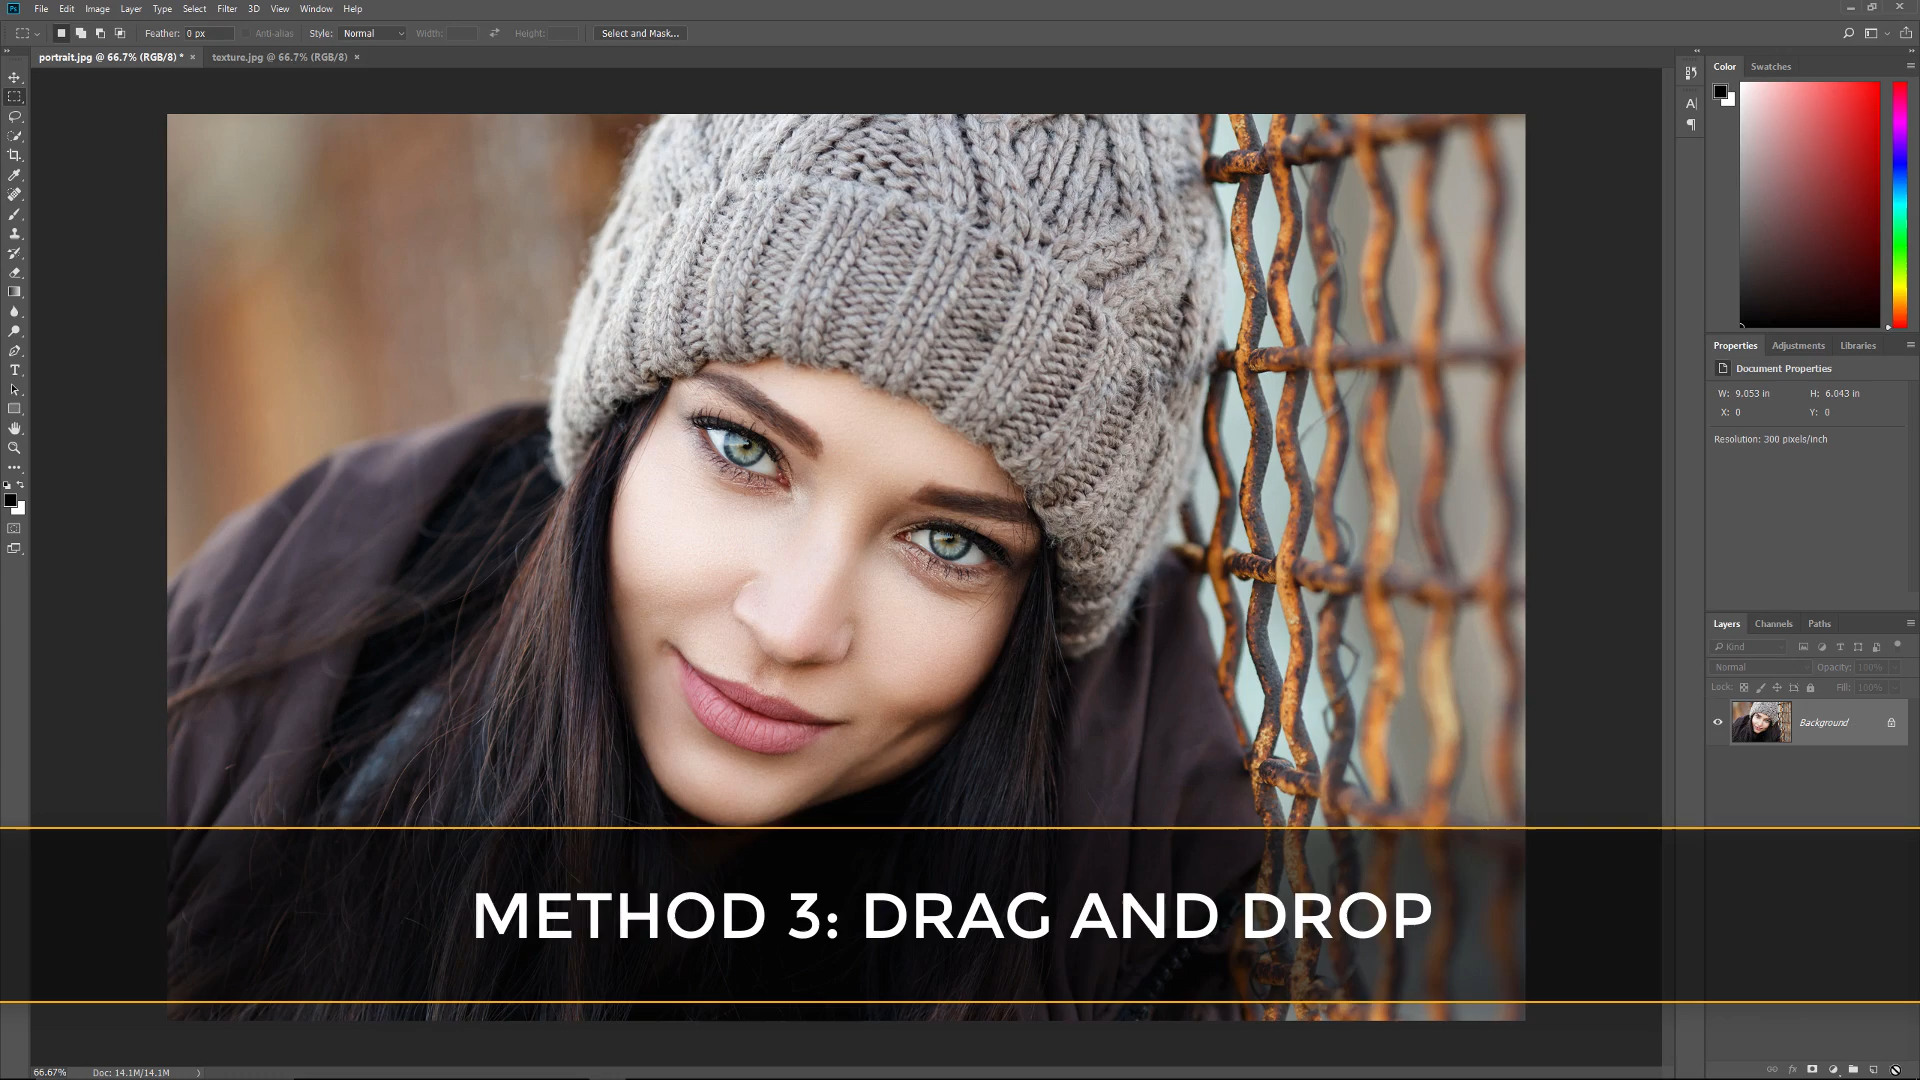 Ps File Edit Image Layer Type Select Filter 3D View Window Help
Feather: 0 px Anti-alias Style: Normal Width: Height: Select and Mask...
portrait.jpg @ 66.7% (RGB/8) * × texture.jpg @ 66.7% (RGB/8) ×
Color Swatches
Properties Adjustments Libraries
Document Properties
W: 9.053 in H: 6.043 in
X: 0 Y: 0
Resolution: 300 pixels/inch
Layers Channels Paths
Kind
Normal Opacity: 100%
Lock: Fill: 100%
Background
METHOD 3: DRAG AND DROP
66.67% Doc: 14.1M/14.1M